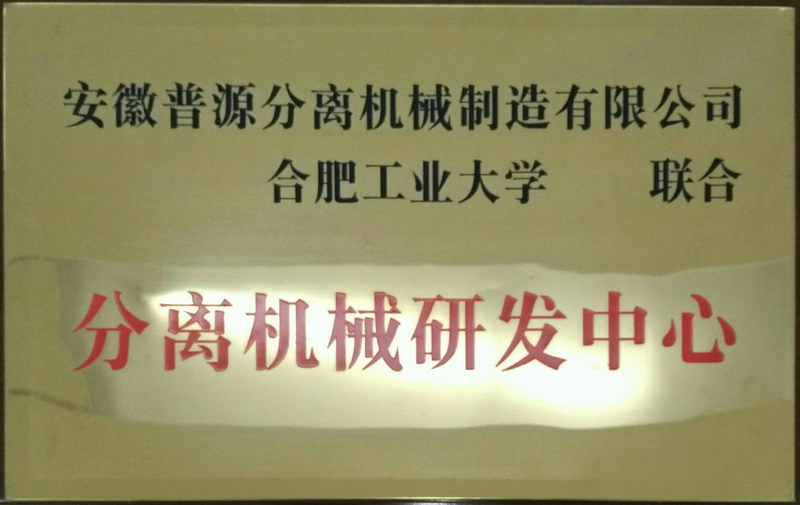 安徽普源分离机械制造有限公司
合肥工业大学 联合
分离机械研发中心